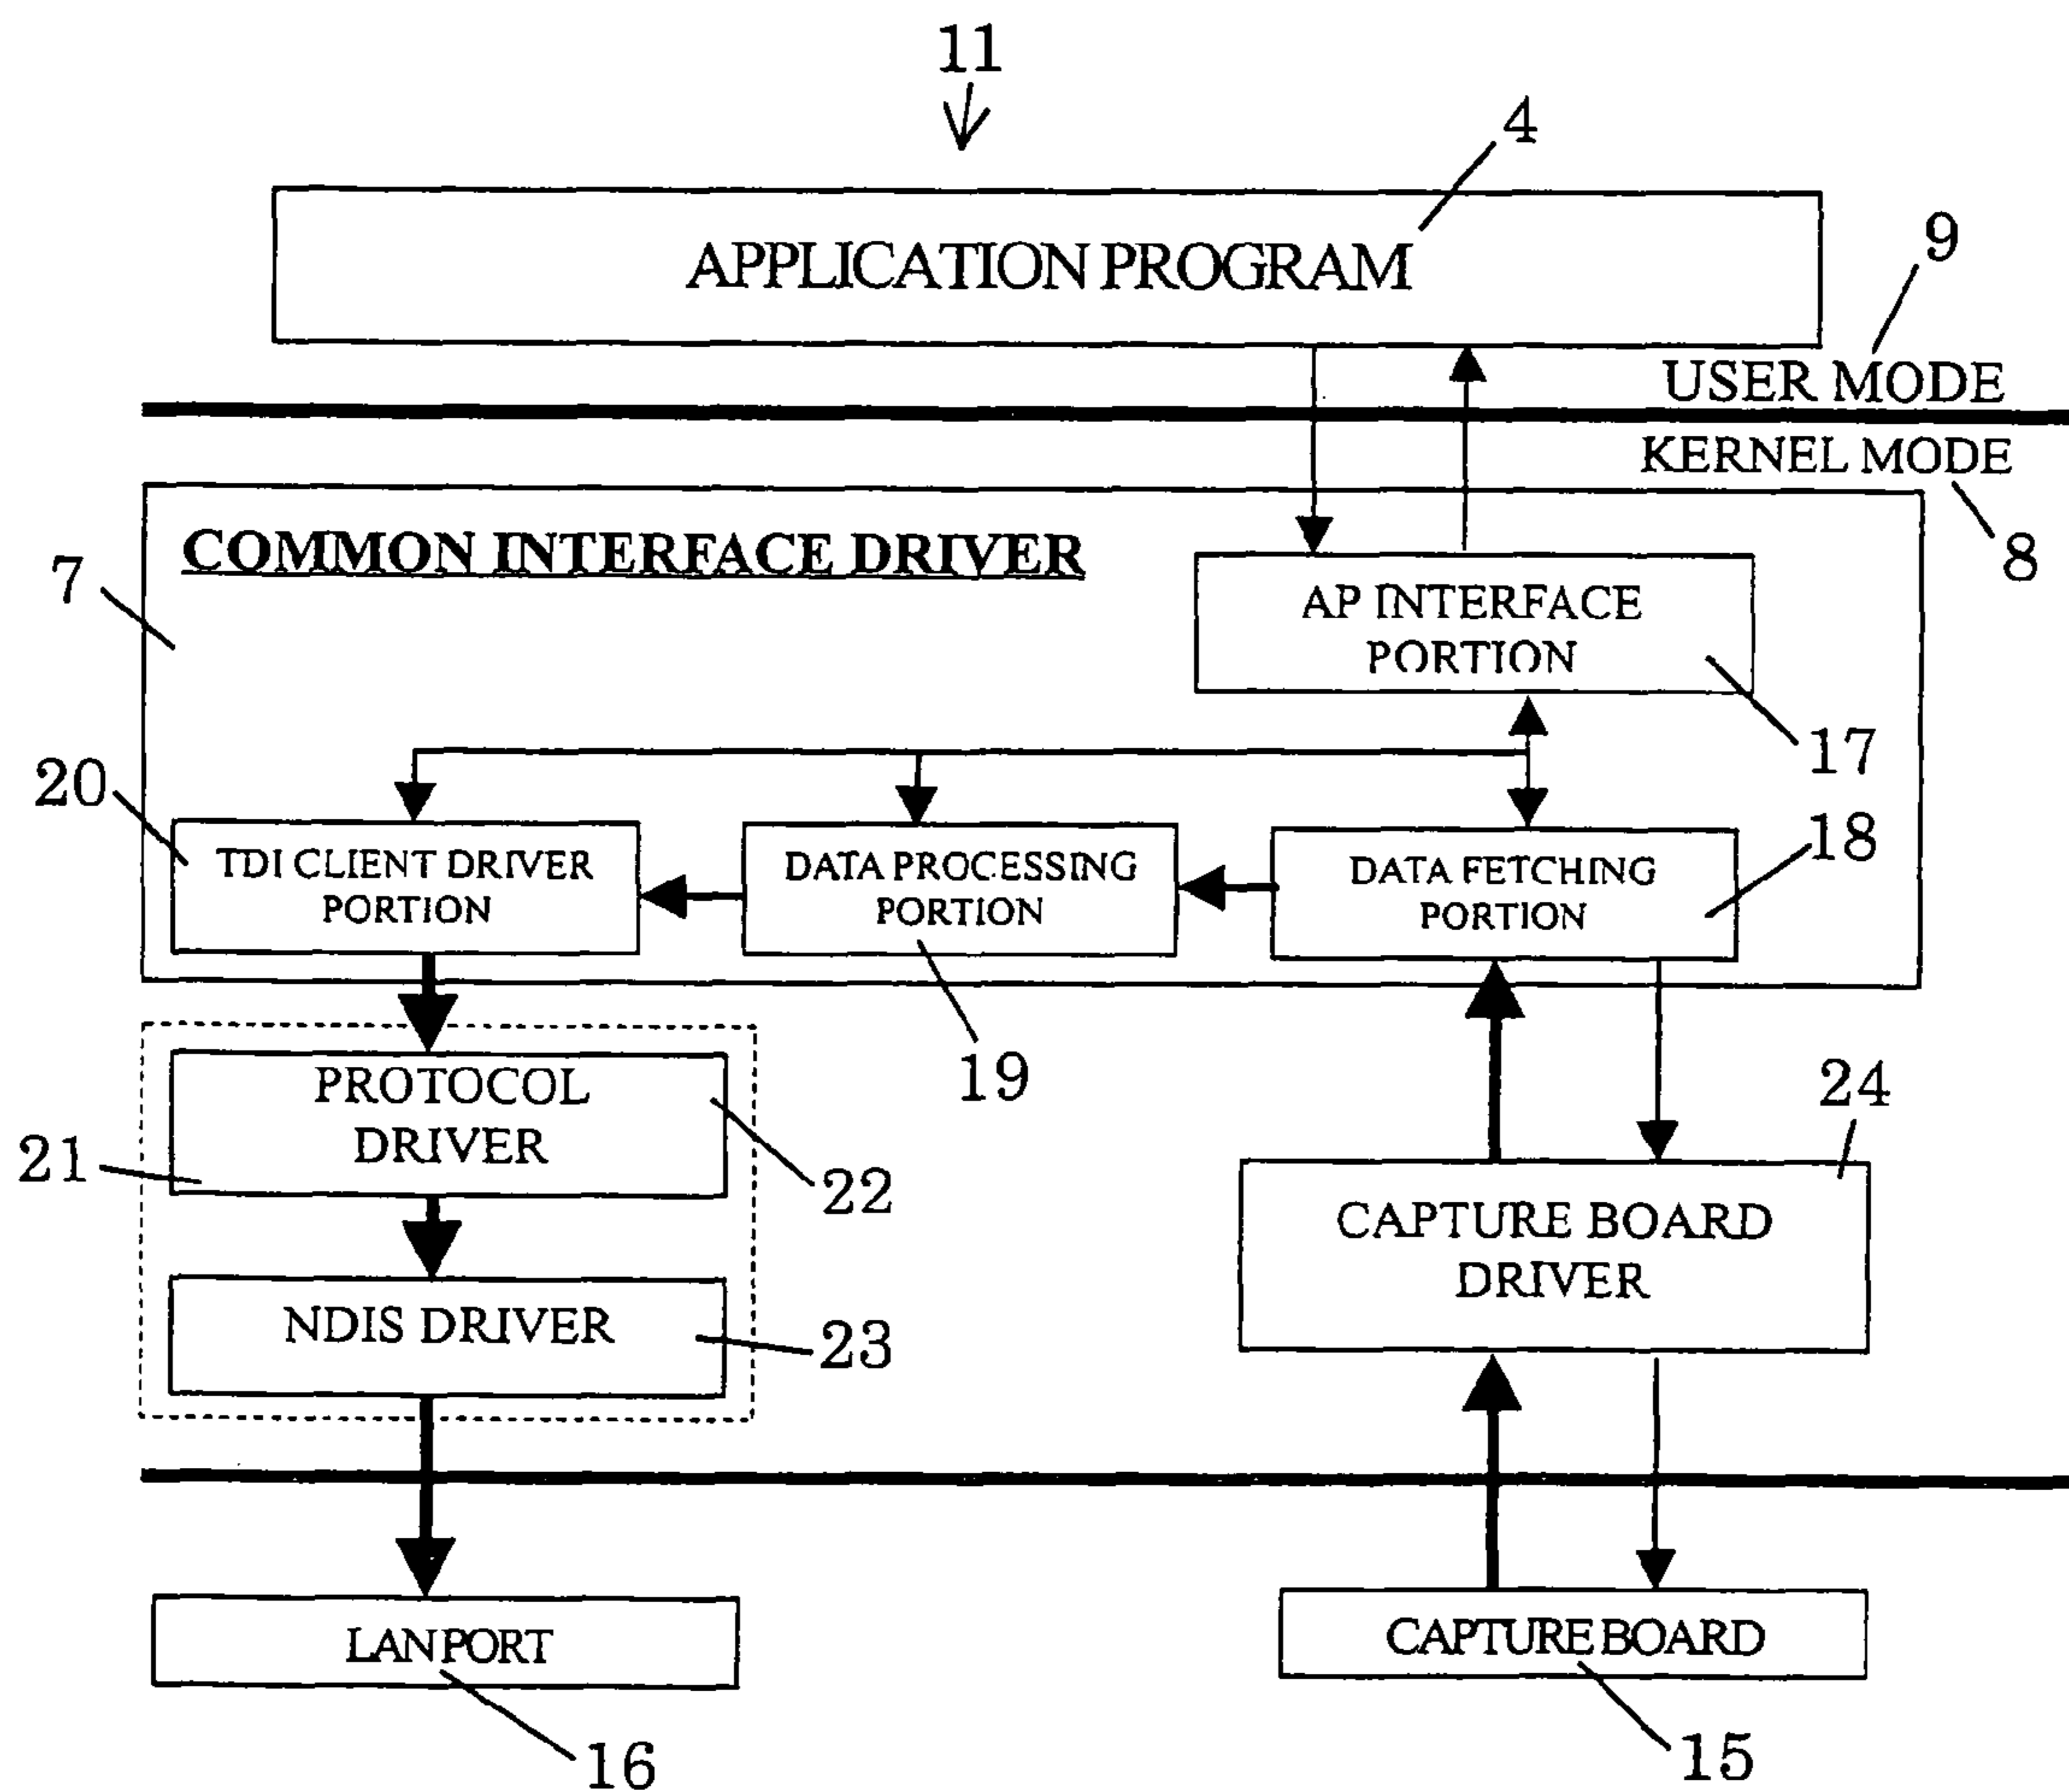 11
4
APPLICATION PROGRAM
9
USER MODE
KERNEL MODE
8
COMMON INTERFACE DRIVER
7
AP INTERFACE
PORTION
17
20
TDI CLIENT DRIVER
PORTION
DATA PROCESSING
PORTION
DATA FETCHING
PORTION
18
19
PROTOCOL
DRIVER
21
22
24
CAPTURE BOARD
DRIVER
NDIS DRIVER
23
LAN PORT
16
CAPTURE BOARD
15